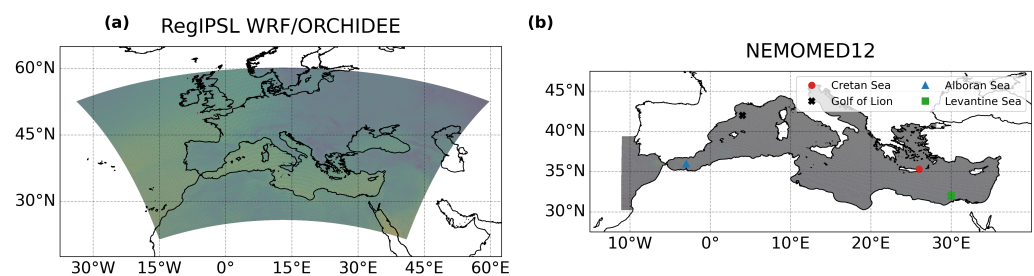 (a)
RegIPSL WRF/ORCHIDEE
60°N
45°N
30°N
30°W 15°W 0° 15°E 30°E 45°E 60°E
(b)
NEMOMED12
Cretan Sea
Golf of Lion
Alboran Sea
Levantine Sea
45°N
40°N
35°N
30°N
10°W 0° 10°E 20°E 30°E